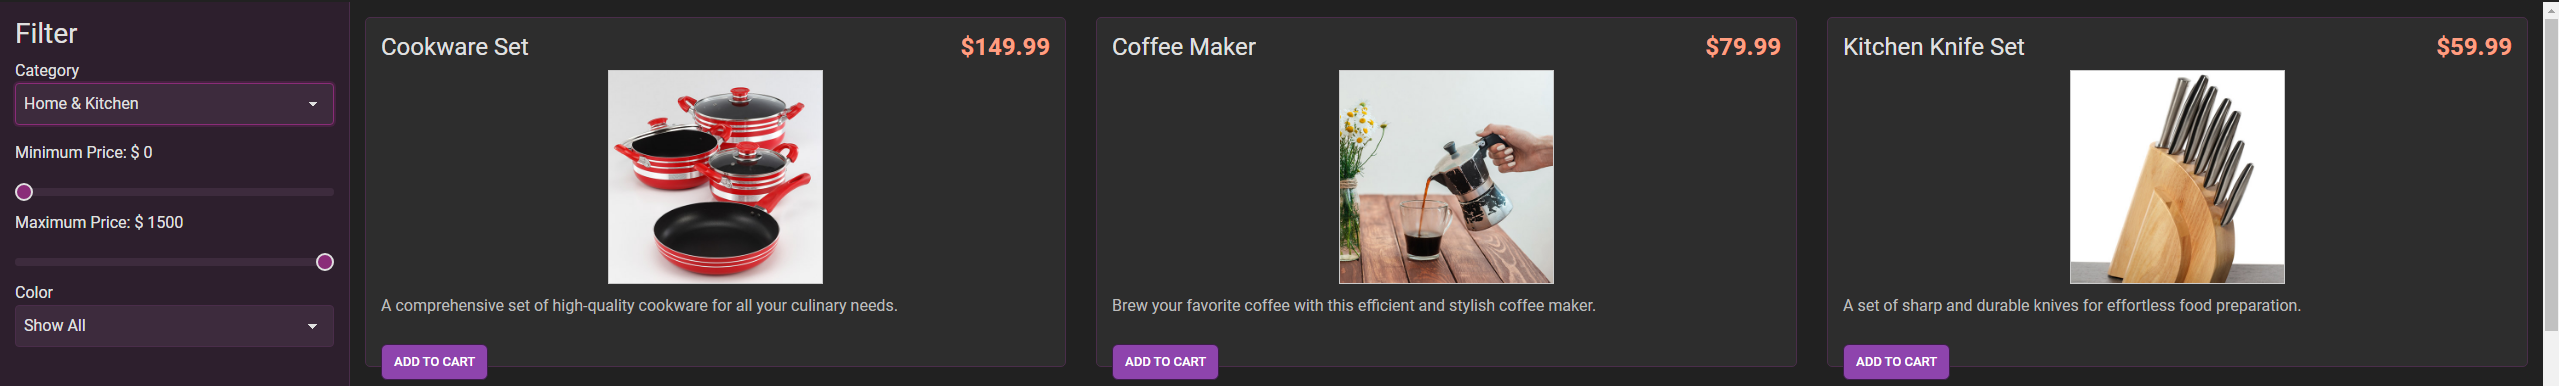 Filter
Category
Home & Kitchen
Minimum Price: $ 0
Maximum Price: $ 1500
Color
Show All
Cookware Set
$149.99
A comprehensive set of high-quality cookware for all your culinary needs.
ADD TO CART
Coffee Maker
$79.99
Brew your favorite coffee with this efficient and stylish coffee maker.
ADD TO CART
Kitchen Knife Set
$59.99
A set of sharp and durable knives for effortless food preparation.
ADD TO CART